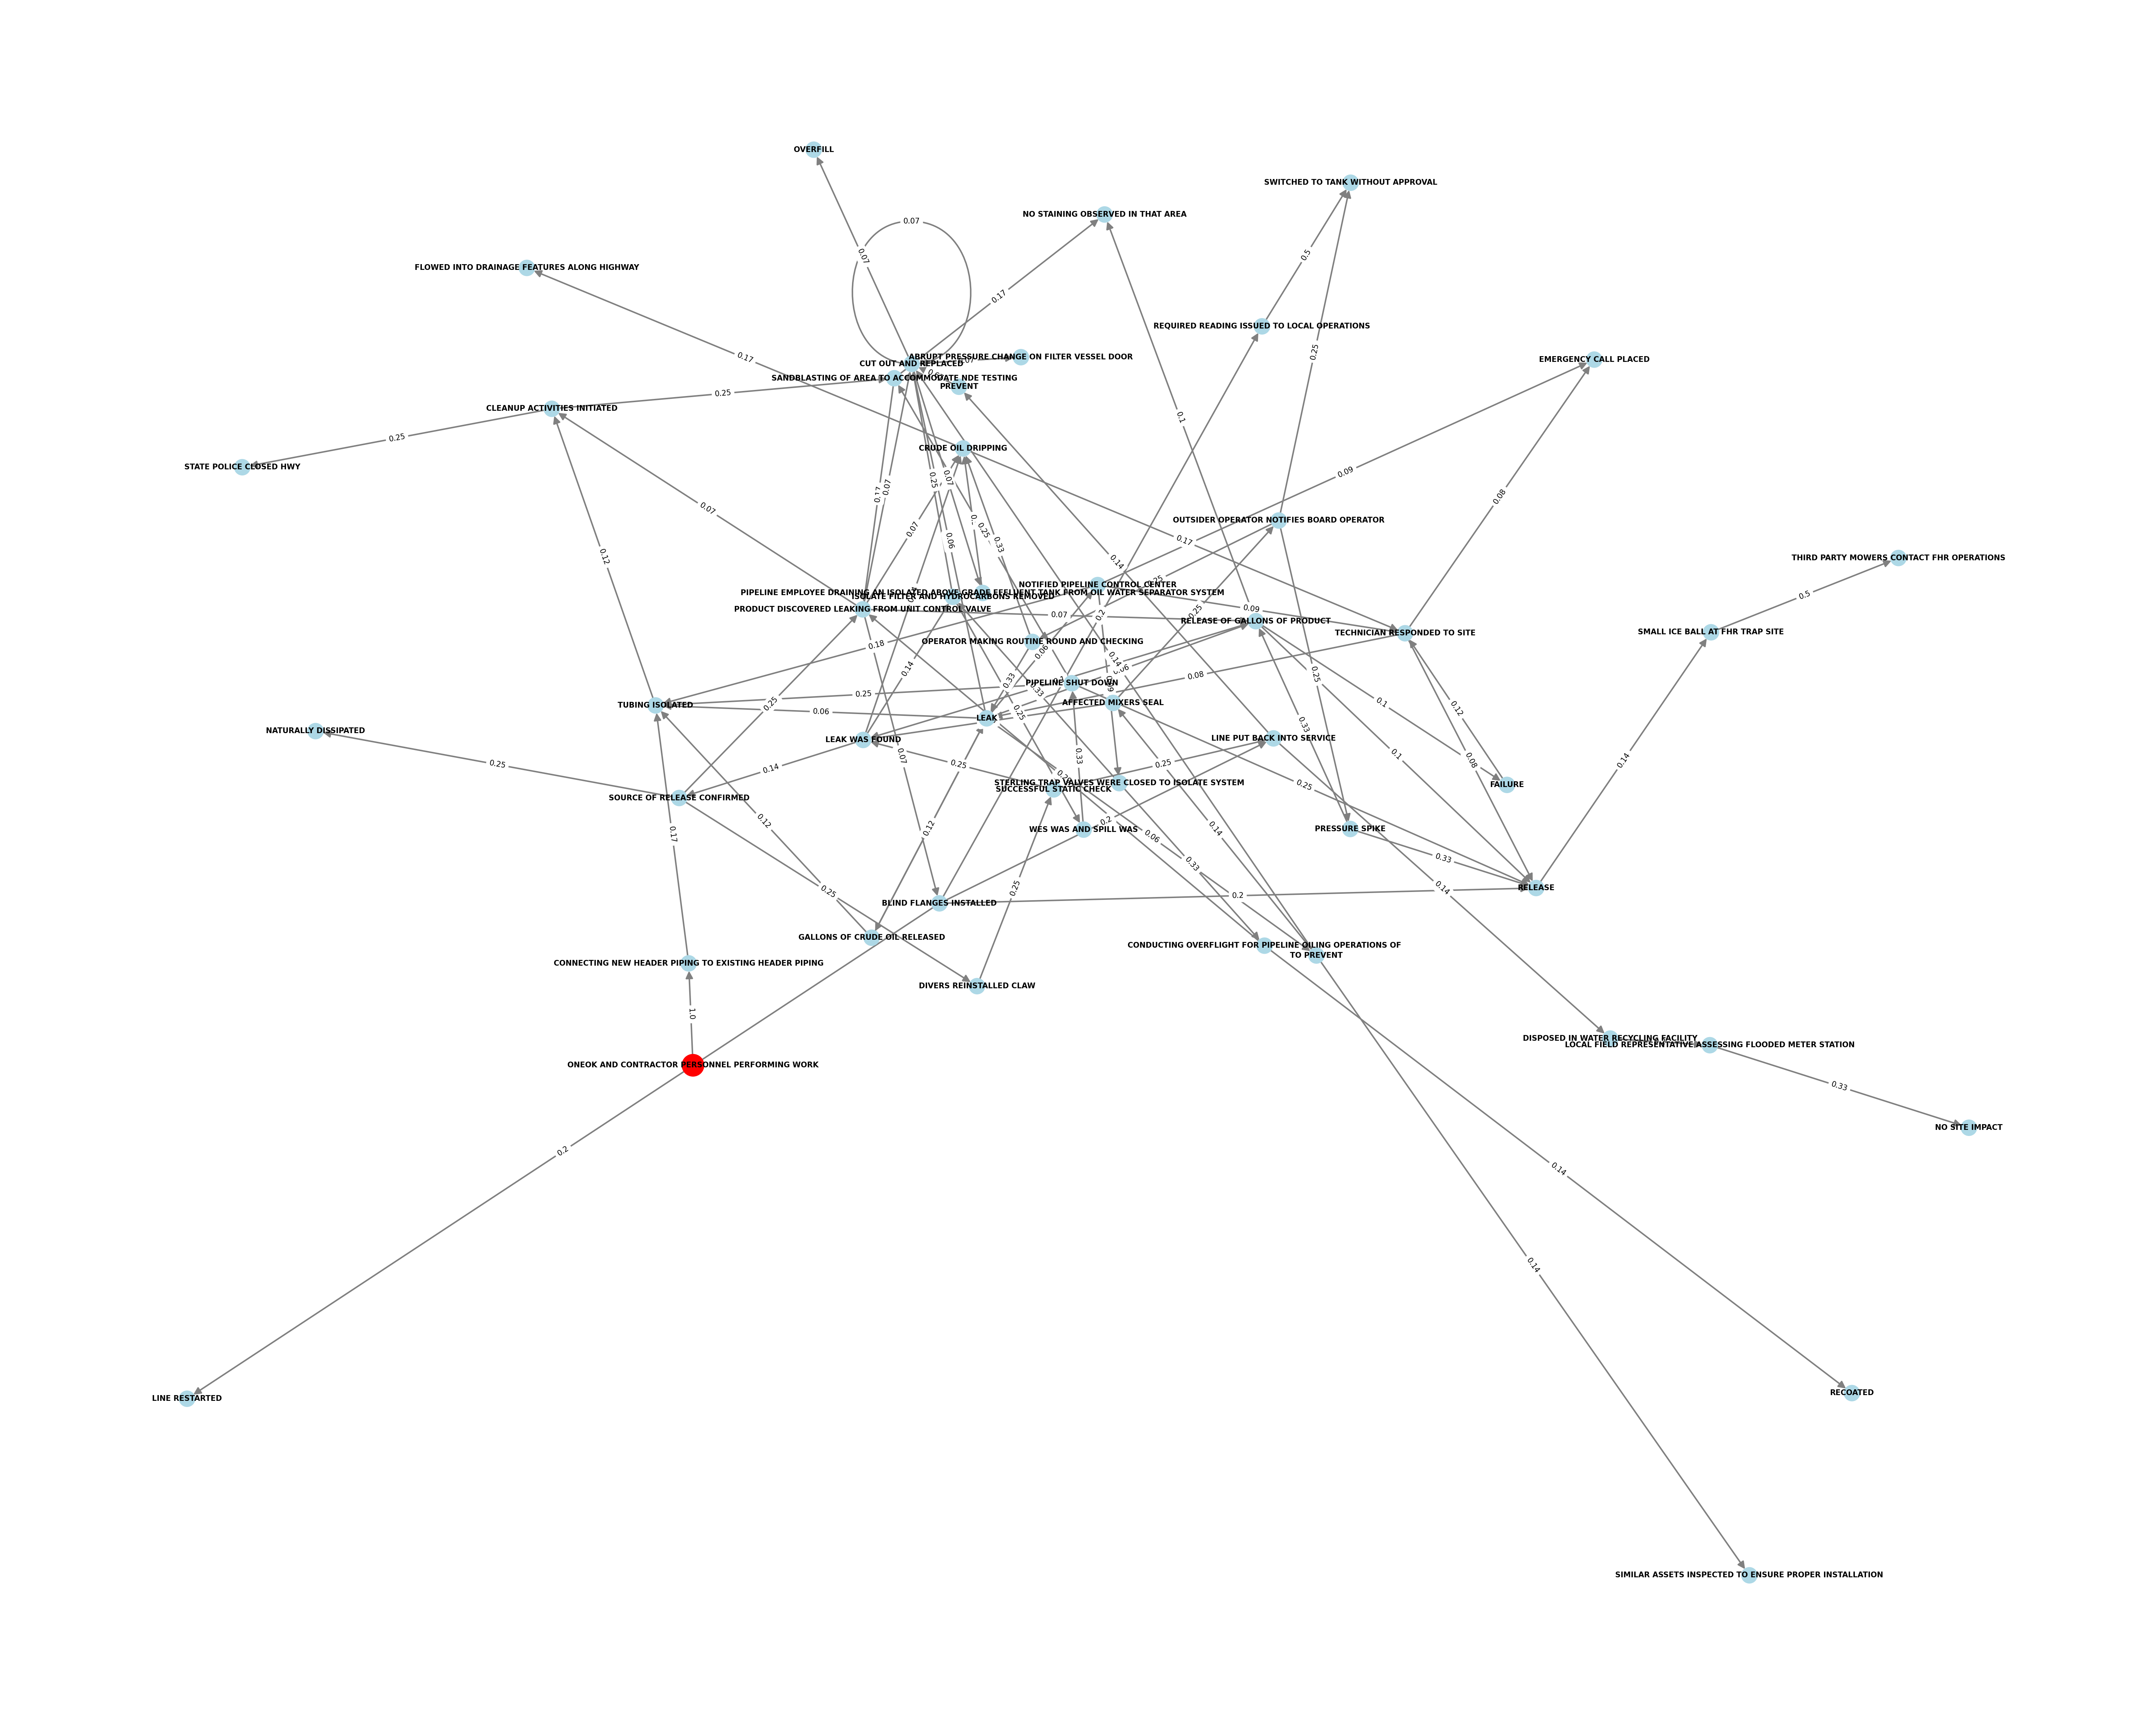 OVERFILL
SWITCHED TO TANK WITHOUT APPROVAL
NO STAINING OBSERVED IN THAT AREA
0.07
0.07
0.5
0.17
FLOWED INTO DRAINAGE FEATURES ALONG HIGHWAY
REQUIRED READING ISSUED TO LOCAL OPERATIONS
0.25
0.17
ABRUPT PRESSURE CHANGE ON FILTER VESSEL DOOR
EMERGENCY CALL PLACED
CUT OUT AND REPLACED
SANDBLASTING OF AREA TO ACCOMMODATE NDE TESTING
PREVENT
0.25
CLEANUP ACTIVITIES INITIATED
0.1
0.25
CRUDE OIL DRIPPING
STATE POLICE CLOSED HWY
0.09
0.25
0.07
0.17
0.07
0.08
0.07
0.07
OUTSIDER OPERATOR NOTIFIES BOARD OPERATOR
0.25
0.06
0.33
0.17
0.12
0.14
THIRD PARTY MOWERS CONTACT FHR OPERATIONS
NOTIFIED PIPELINE CONTROL CENTER
PIPELINE EMPLOYEE DRAINING AN ISOLATED ABOVE GRADE EFFLUENT TANK FROM OIL WATER SEPARATOR SYSTEM
ISOLATE FILTER AND HYDROCARBONS REMOVED
0.5
PRODUCT DISCOVERED LEAKING FROM UNIT CONTROL VALVE
0.07
0.2
0.25
0.09
RELEASE OF GALLONS OF PRODUCT
TECHNICIAN RESPONDED TO SITE
SMALL ICE BALL AT FHR TRAP SITE
OPERATOR MAKING ROUTINE ROUND AND CHECKING
0.18
0.06
0.14
0.14
0.08
0.25
0.33
PIPELINE SHUT DOWN
0.25
0.33
TUBING ISOLATED
0.06
AFFECTED MIXERS SEAL
0.1
0.12
0.25
LEAK
0.25
0.33
NATURALLY DISSIPATED
LEAK WAS FOUND
LINE PUT BACK INTO SERVICE
0.07
0.33
0.1
0.08
0.14
0.25
0.25
0.25
0.14
STERLING TRAP VALVES WERE CLOSED TO ISOLATE SYSTEM
0.25
FAILURE
SUCCESSFUL STATIC CHECK
SOURCE OF RELEASE CONFIRMED
0.12
0.2
0.12
0.14
WES WAS AND SPILL WAS
PRESSURE SPIKE
0.17
0.06
0.33
0.33
0.25
0.25
0.2
0.14
RELEASE
BLIND FLANGES INSTALLED
GALLONS OF CRUDE OIL RELEASED
CONDUCTING OVERFLIGHT FOR PIPELINE OILING OPERATIONS OF
TO PREVENT
CONNECTING NEW HEADER PIPING TO EXISTING HEADER PIPING
DIVERS REINSTALLED CLAW
1.0
DISPOSED IN WATER RECYCLING FACILITY
LOCAL FIELD REPRESENTATIVE ASSESSING FLOODED METER STATION
ONEOK AND CONTRACTOR PERSONNEL PERFORMING WORK
0.33
NO SITE IMPACT
0.2
0.14
0.14
LINE RESTARTED
RECOATED
SIMILAR ASSETS INSPECTED TO ENSURE PROPER INSTALLATION